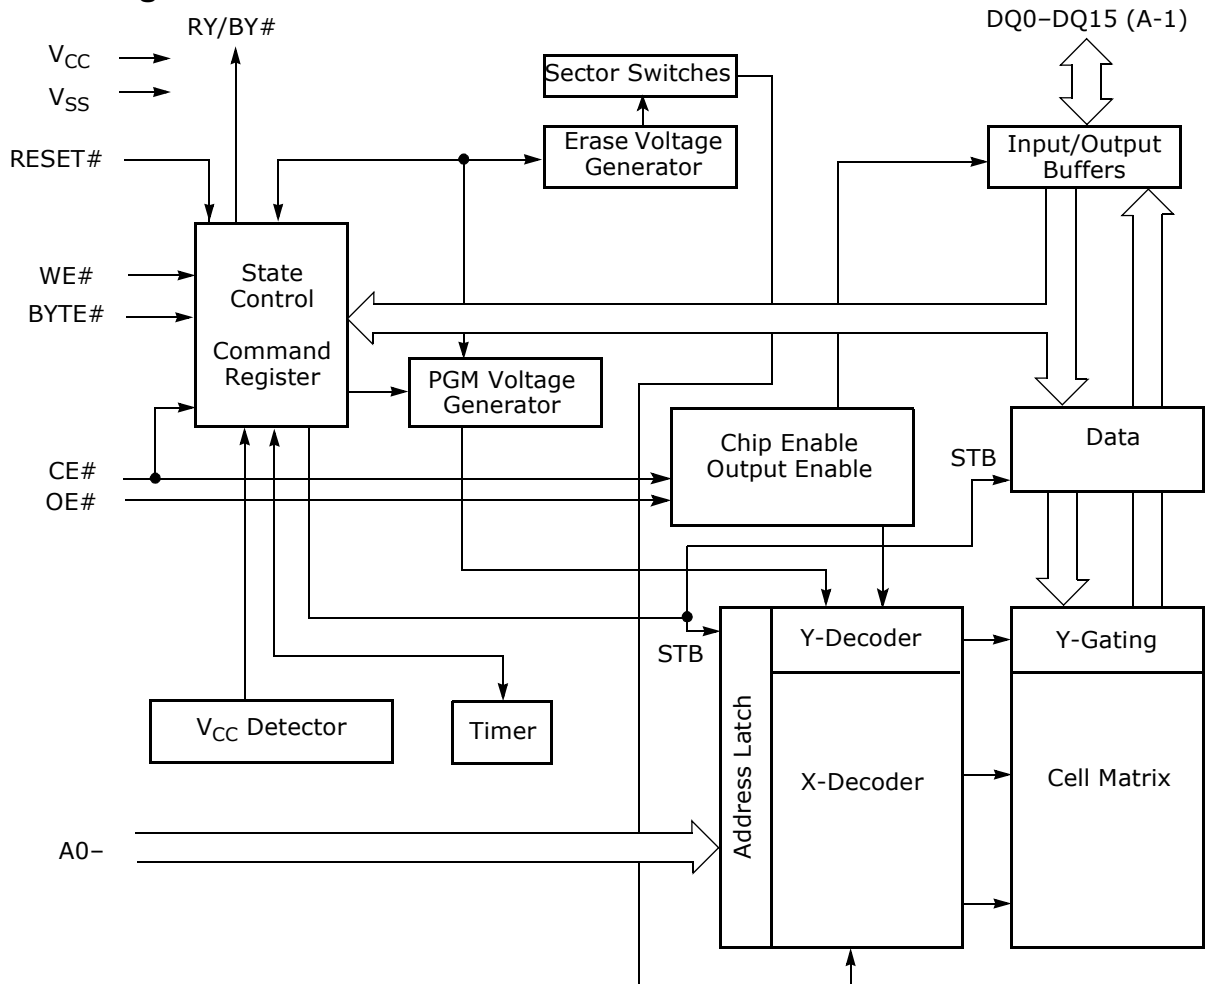 RY/BY#
DQ0–DQ15 (A-1)
VCC
VSS
Sector Switches
RESET#
Erase Voltage
Generator
Input/Output
Buffers
WE#
State
Control
BYTE#
Command
Register
PGM Voltage
Generator
Chip Enable
Output Enable
Data
STB
CE#
OE#
STB
Y-Decoder
Y-Gating
VCC Detector
Timer
Address Latch
X-Decoder
Cell Matrix
A0–